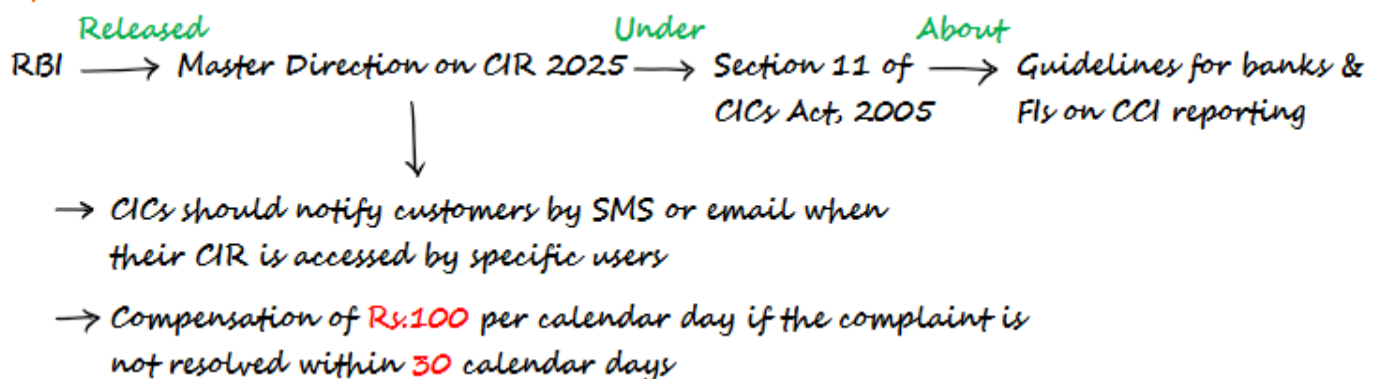 Released Under About
RBI → Master Direction on CIR 2025 → Section 11 of → Guidelines for banks &
CICs Act, 2005 FIs on CCI reporting
→ CICs should notify customers by SMS or email when
their CIR is accessed by specific users
→ Compensation of Rs.100 per calendar day if the complaint is
not resolved within 30 calendar days